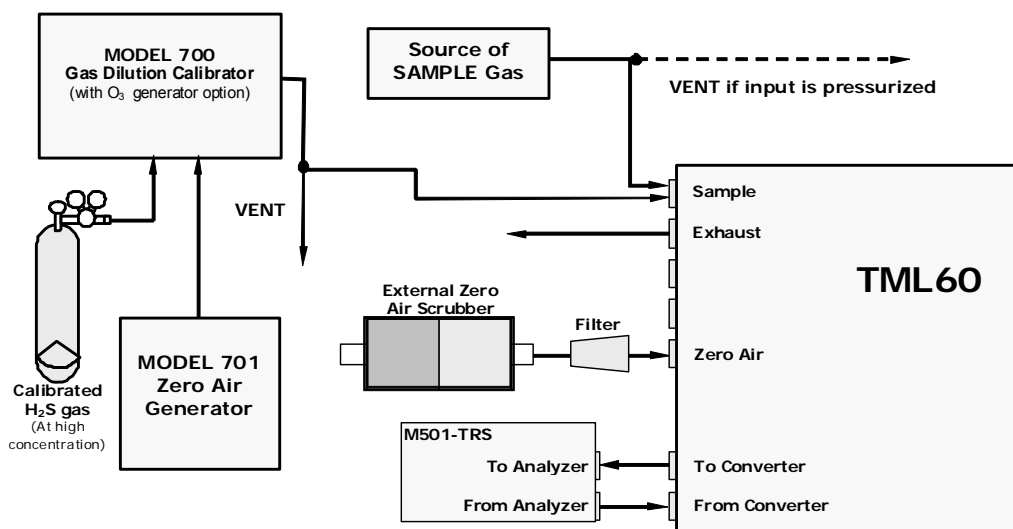 MODEL 700
Gas Dilution Calibrator
(with O₃ generator option)
Source of
SAMPLE Gas
VENT if input is pressurized
VENT
Sample
Exhaust
TML60
External Zero
Air Scrubber
Filter
Zero Air
MODEL 701
Zero Air
Generator
Calibrated
H₂S gas
(At high
concentration)
M501-TRS
To Analyzer
To Converter
From Analyzer
From Converter